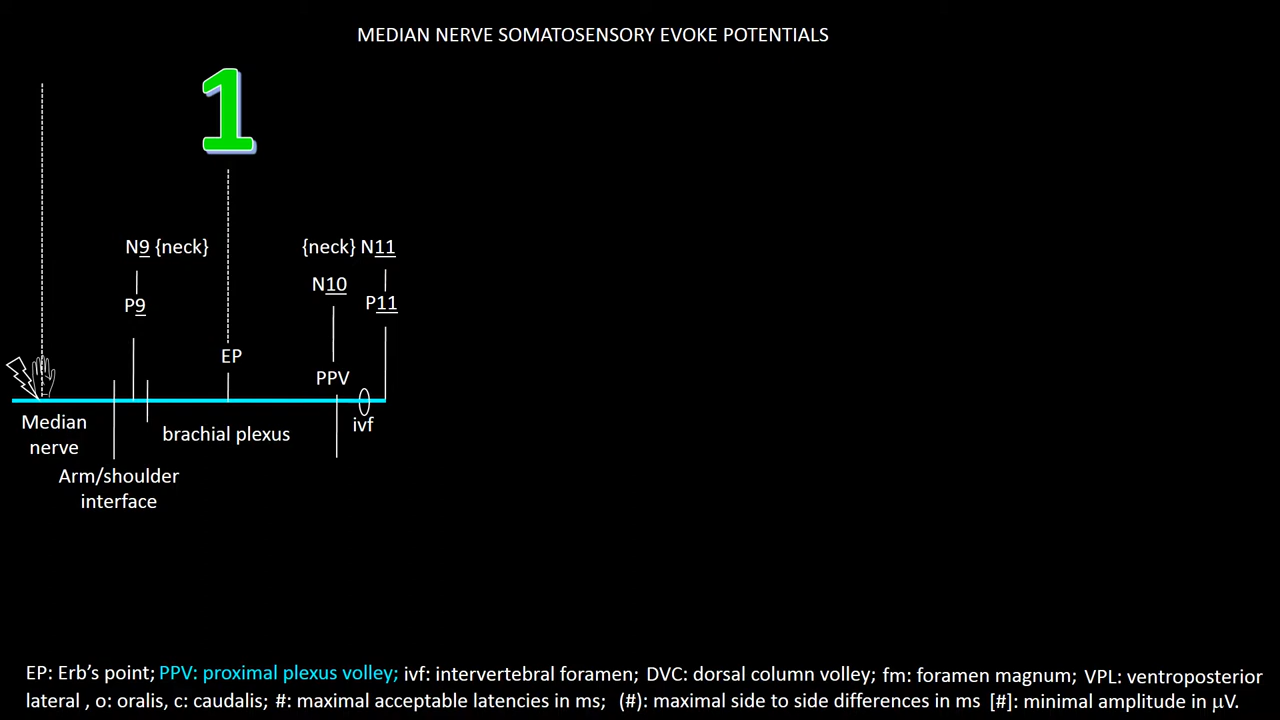 MEDIAN NERVE SOMATOSENSORY EVOKE POTENTIALS
1
N9 {neck}
{neck} N11
N10
P9
P11
EP
PPV
Median
nerve
brachial plexus
ivf
Arm/shoulder
interface
EP: Erb's point; PPV: proximal plexus volley; ivf: intervertebral foramen; DVC: dorsal column volley; fm: foramen magnum; VPL: ventroposterior
lateral , o: oralis, c: caudalis; #: maximal acceptable latencies in ms; (#): maximal side to side differences in ms [#]: minimal amplitude in μV.